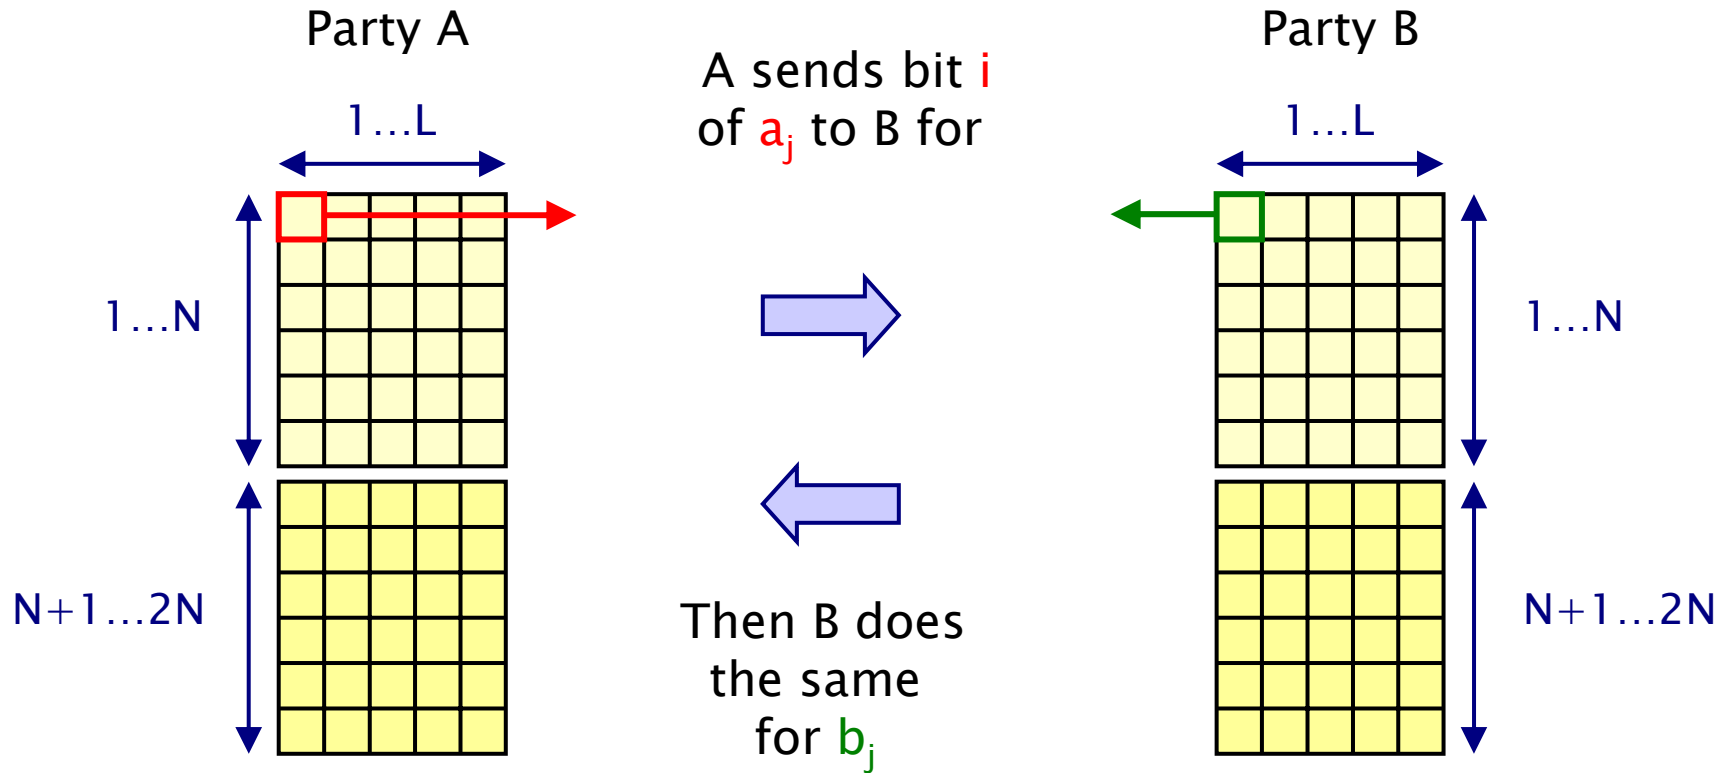 Party A
Party B
A sends bit i
of aj to B for
1...L
1...L
1...N
1...N
N+1...2N
N+1...2N
Then B does
the same
for bj